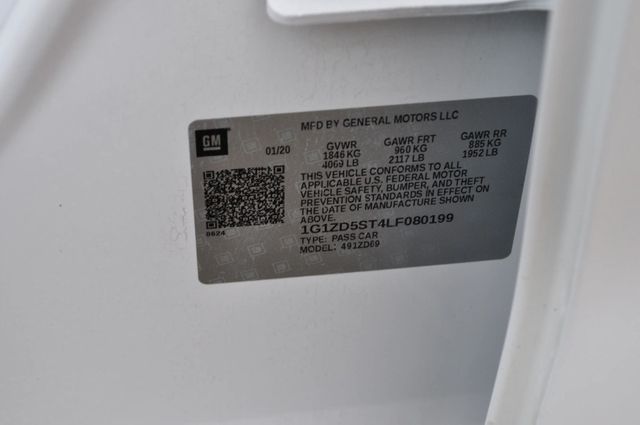 GM
MFD BY GENERAL MOTORS LLC
01/20 GVWR GAWR FRT GAWR RR
1846 KG 960 KG 885 KG
4069 LB 2117 LB 1952 LB
THIS VEHICLE CONFORMS TO ALL
APPLICABLE U.S. FEDERAL MOTOR
VEHICLE SAFETY, BUMPER, AND THEFT
PREVENTION STANDARDS IN EFFECT ON
THE DATE OF MANUFACTURE SHOWN
ABOVE.
0624
1G1ZD5ST4LF080199
TYPE: PASS CAR
MODEL: 491ZD69